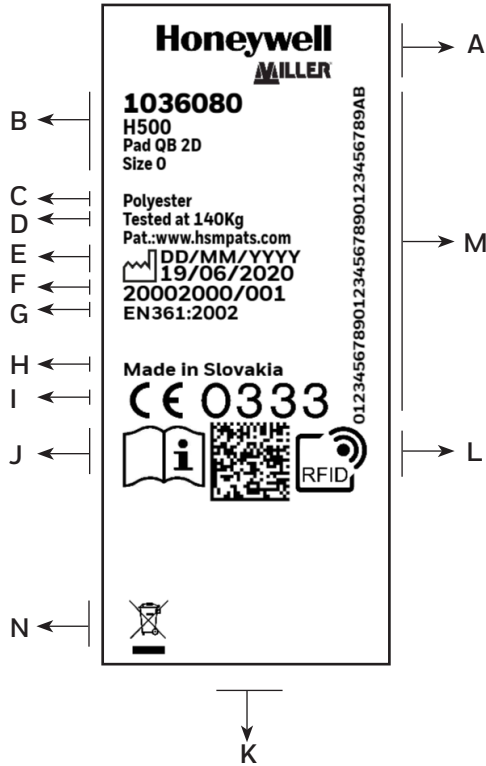 Honeywell
MILLER
A
B
1036080
H500
Pad QB 2D
Size 0
C
Polyester
D
Tested at 140Kg
Pat.:www.hsmpats.com
E
DD/MM/YYYY
19/06/2020
F
20002000/001
G
EN361:2002
H
Made in Slovakia
I
CE 0333
J
i
RFID
L
0123456789012345678901234567890123456789AB
M
N
K